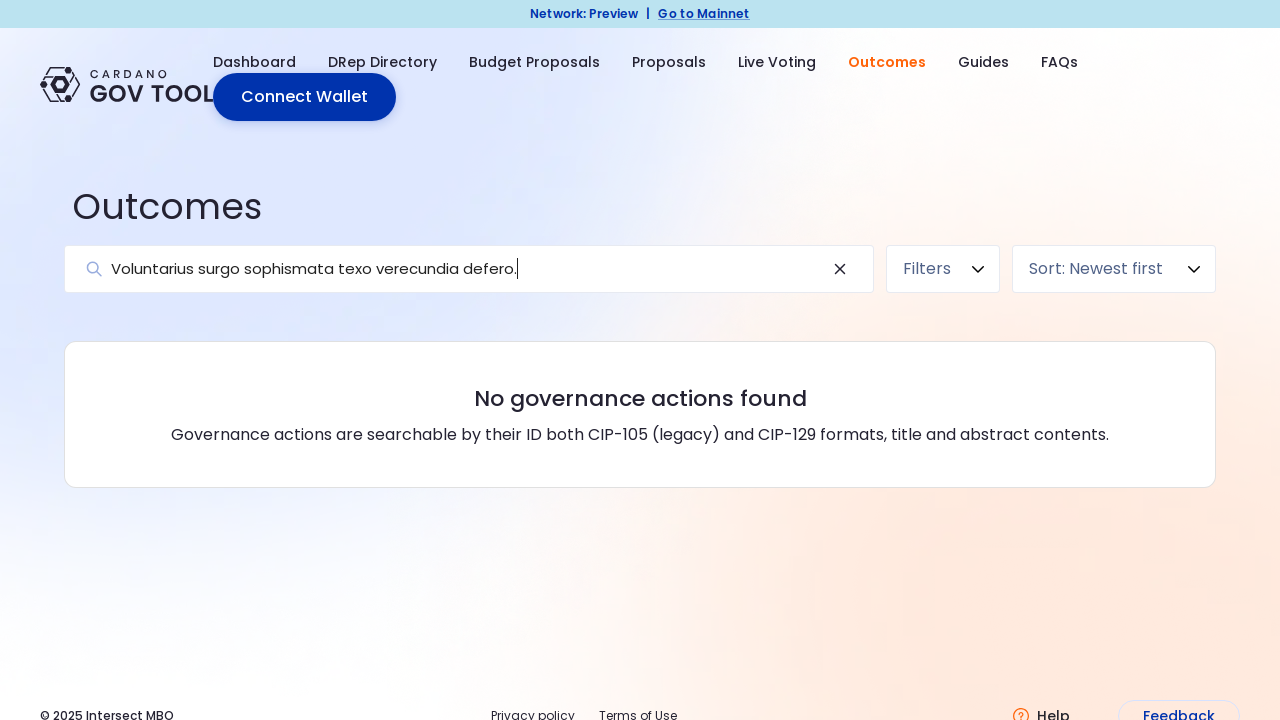 Network: Preview | Go to Mainnet
CARDANO
GOV TOOL
Dashboard DRep Directory Budget Proposals Proposals Live Voting Outcomes Guides FAQs
Connect Wallet
Outcomes
Voluntarius surgo sophismata texo verecundia defero.
Filters
Sort: Newest first
No governance actions found
Governance actions are searchable by their ID both CIP-105 (legacy) and CIP-129 formats, title and abstract contents.
© 2025 Intersect MBO
Privacy policy
Terms of Use
Help
Feedback